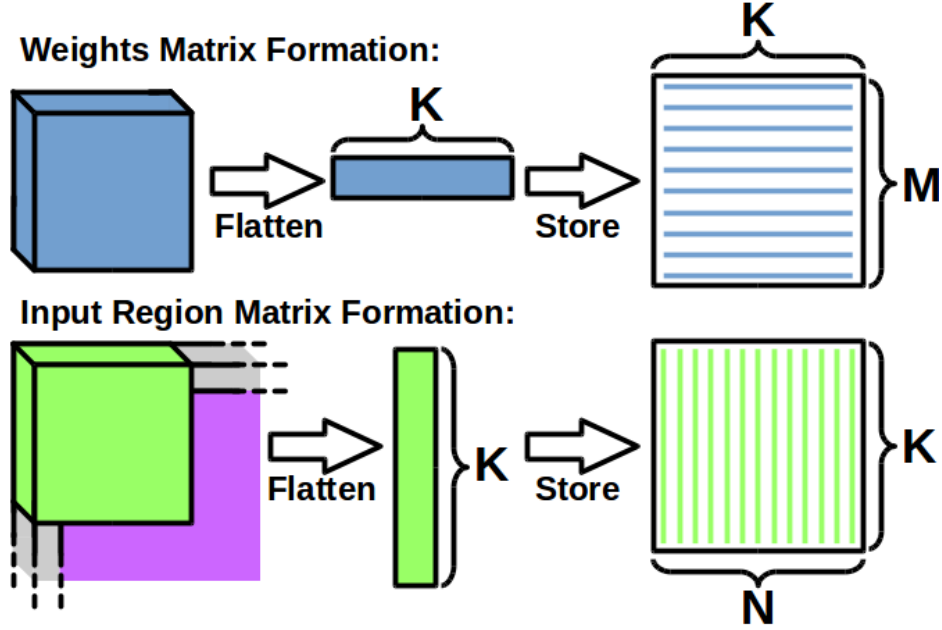 Weights Matrix Formation:
K
K
Flatten
Store
M
Input Region Matrix Formation:
K
Flatten
Store
K
N